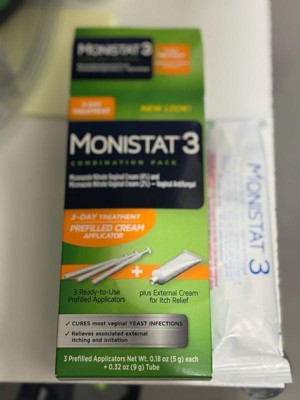 MONISTAT 3
3-DAY
TREATMENT
NEW LOOK!
MONISTAT 3
COMBINATION PACK
Miconazole Nitrate Vaginal Cream (4%) and
Miconazole Nitrate Vaginal Cream (2%) – Vaginal Antifungal
3-DAY TREATMENT
PREFILLED CREAM
APPLICATOR
3 Ready-to-Use
Prefilled Applicators
+
plus External Cream
for Itch Relief
CURES most vaginal YEAST INFECTIONS
Relieves associated external
itching and irritation
3 Prefilled Applicators Net Wt. 0.18 oz (5 g) each
+ 0.32 oz (9 g) Tube
MONISTAT 3